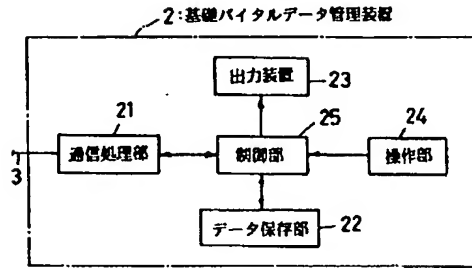 2:基礎バイタルデータ管理装置
出力装置
23
21
25
24
通信処理部
制御部
操作部
3
データ保存部
22